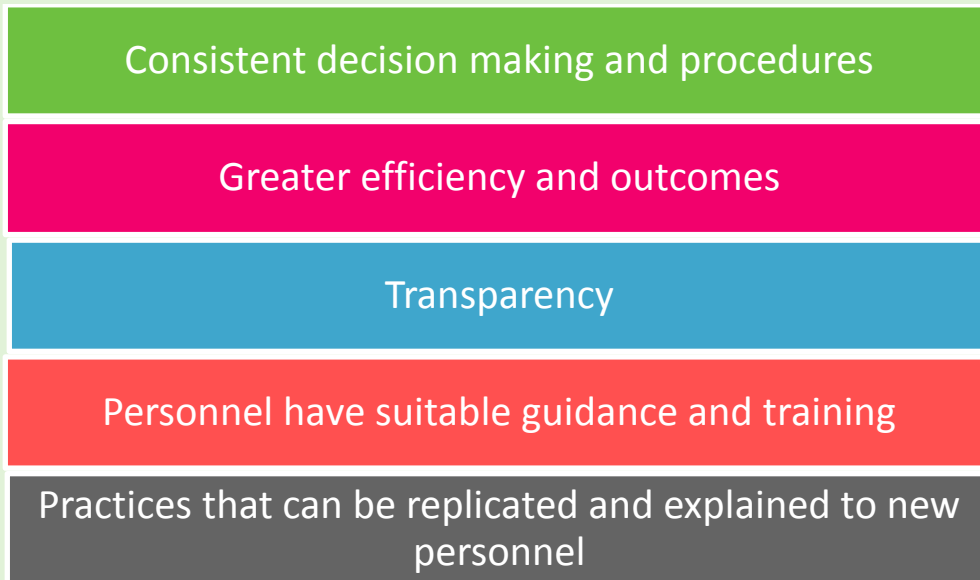 Consistent decision making and procedures
Greater efficiency and outcomes
Transparency
Personnel have suitable guidance and training
Practices that can be replicated and explained to new
personnel